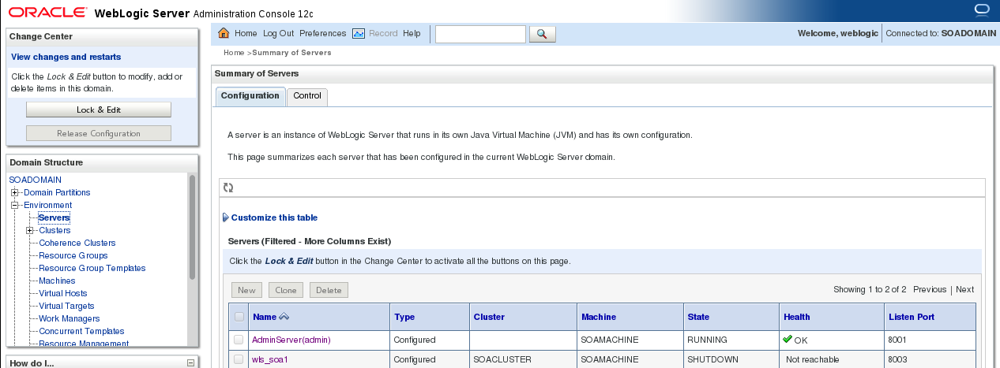 ORACLE WebLogic Server Administration Console 12c
Change Center
View changes and restarts
Click the Lock & Edit button to modify, add or
delete items in this domain.
Lock & Edit
Release Configuration
Domain Structure
SOADOMAIN
Domain Partitions
Environment
Servers
Clusters
Coherence Clusters
Resource Groups
Resource Group Templates
Machines
Virtual Hosts
Virtual Targets
Work Managers
Concurrent Templates
Resource Management
How do I...
Home Log Out Preferences Record Help
Welcome, weblogic Connected to: SOADOMAIN
Home >Summary of Servers
Summary of Servers
Configuration Control
A server is an instance of WebLogic Server that runs in its own Java Virtual Machine (JVM) and has its own configuration.
This page summarizes each server that has been configured in the current WebLogic Server domain.
Customize this table
Servers (Filtered - More Columns Exist)
Click the Lock & Edit button in the Change Center to activate all the buttons on this page.
New Clone Delete Showing 1 to 2 of 2 Previous | Next
Name Type Cluster Machine State Health Listen Port
AdminServer(admin) Configured SOAMACHINE RUNNING OK 8001
wls_soa1 Configured SOACLUSTER SOAMACHINE SHUTDOWN Not reachable 8003